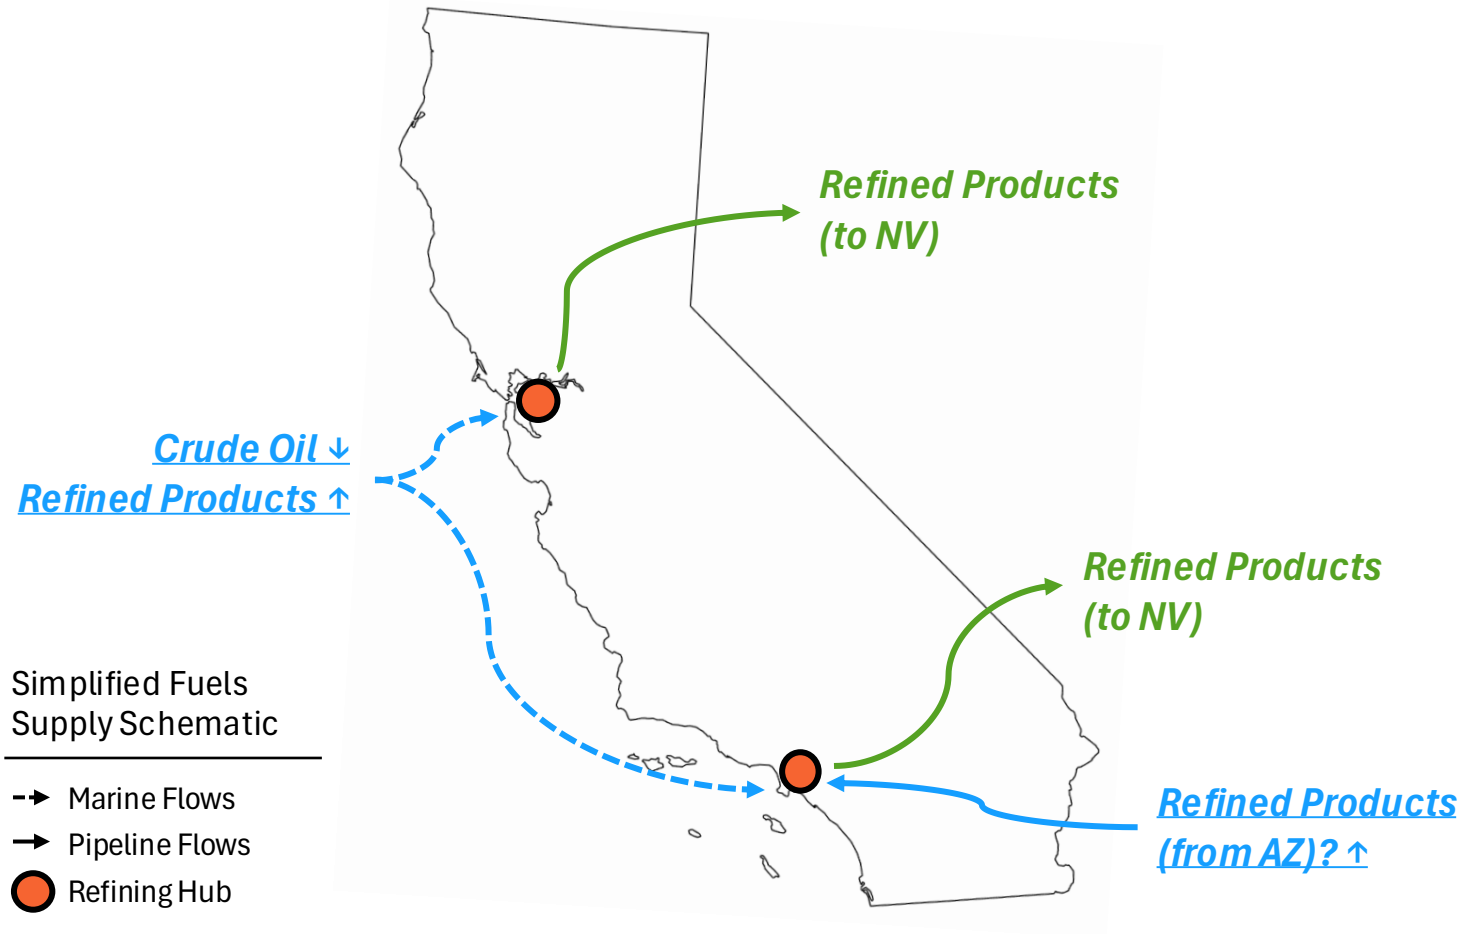 Refined Products
(to NV)
Crude Oil ↓
Refined Products ↑
Refined Products
(to NV)
Simplified Fuels
Supply Schematic
Marine Flows
Pipeline Flows
Refining Hub
Refined Products
(from AZ)? ↑